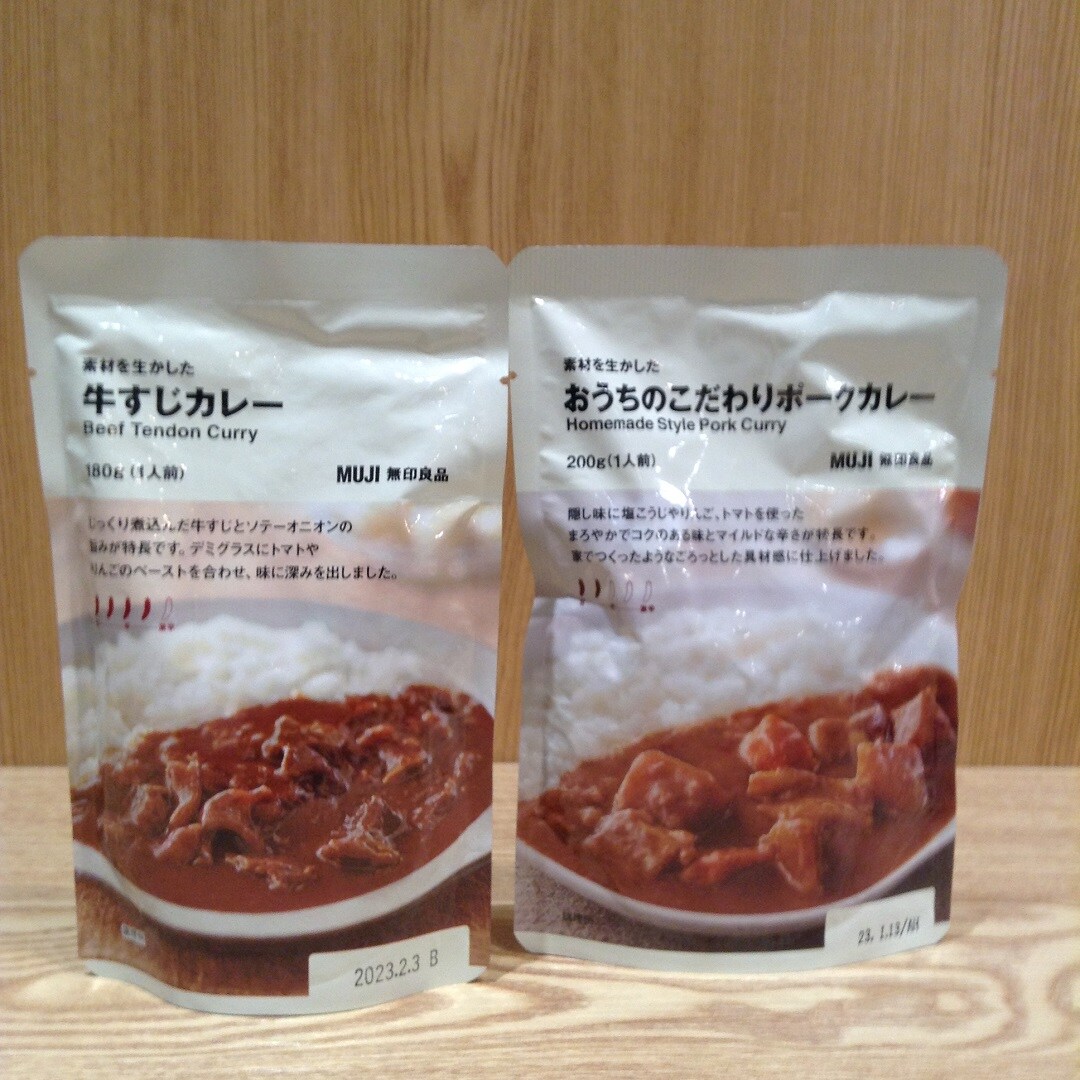 素材を生かした
牛すじカレー
Beef Tendon Curry
180g(1人前)
MUJI 無印良品
じっくり煮込んだ牛すじとソテーオニオンの
旨みが特長です。デミグラスにトマトや
りんごのペーストを合わせ、味に深みを出しました。
2023.2.3 B
素材を生かした
おうちのこだわりポークカレー
Homemade Style Pork Curry
200g(1人前)
MUJI 無印良品
隠し味に塩こうじやりんご、トマトを使った
まろやかでコクのある味とマイルドな辛さが特長です。
家でつくったようなころっとした具材感に仕上げました。
23.1.13/